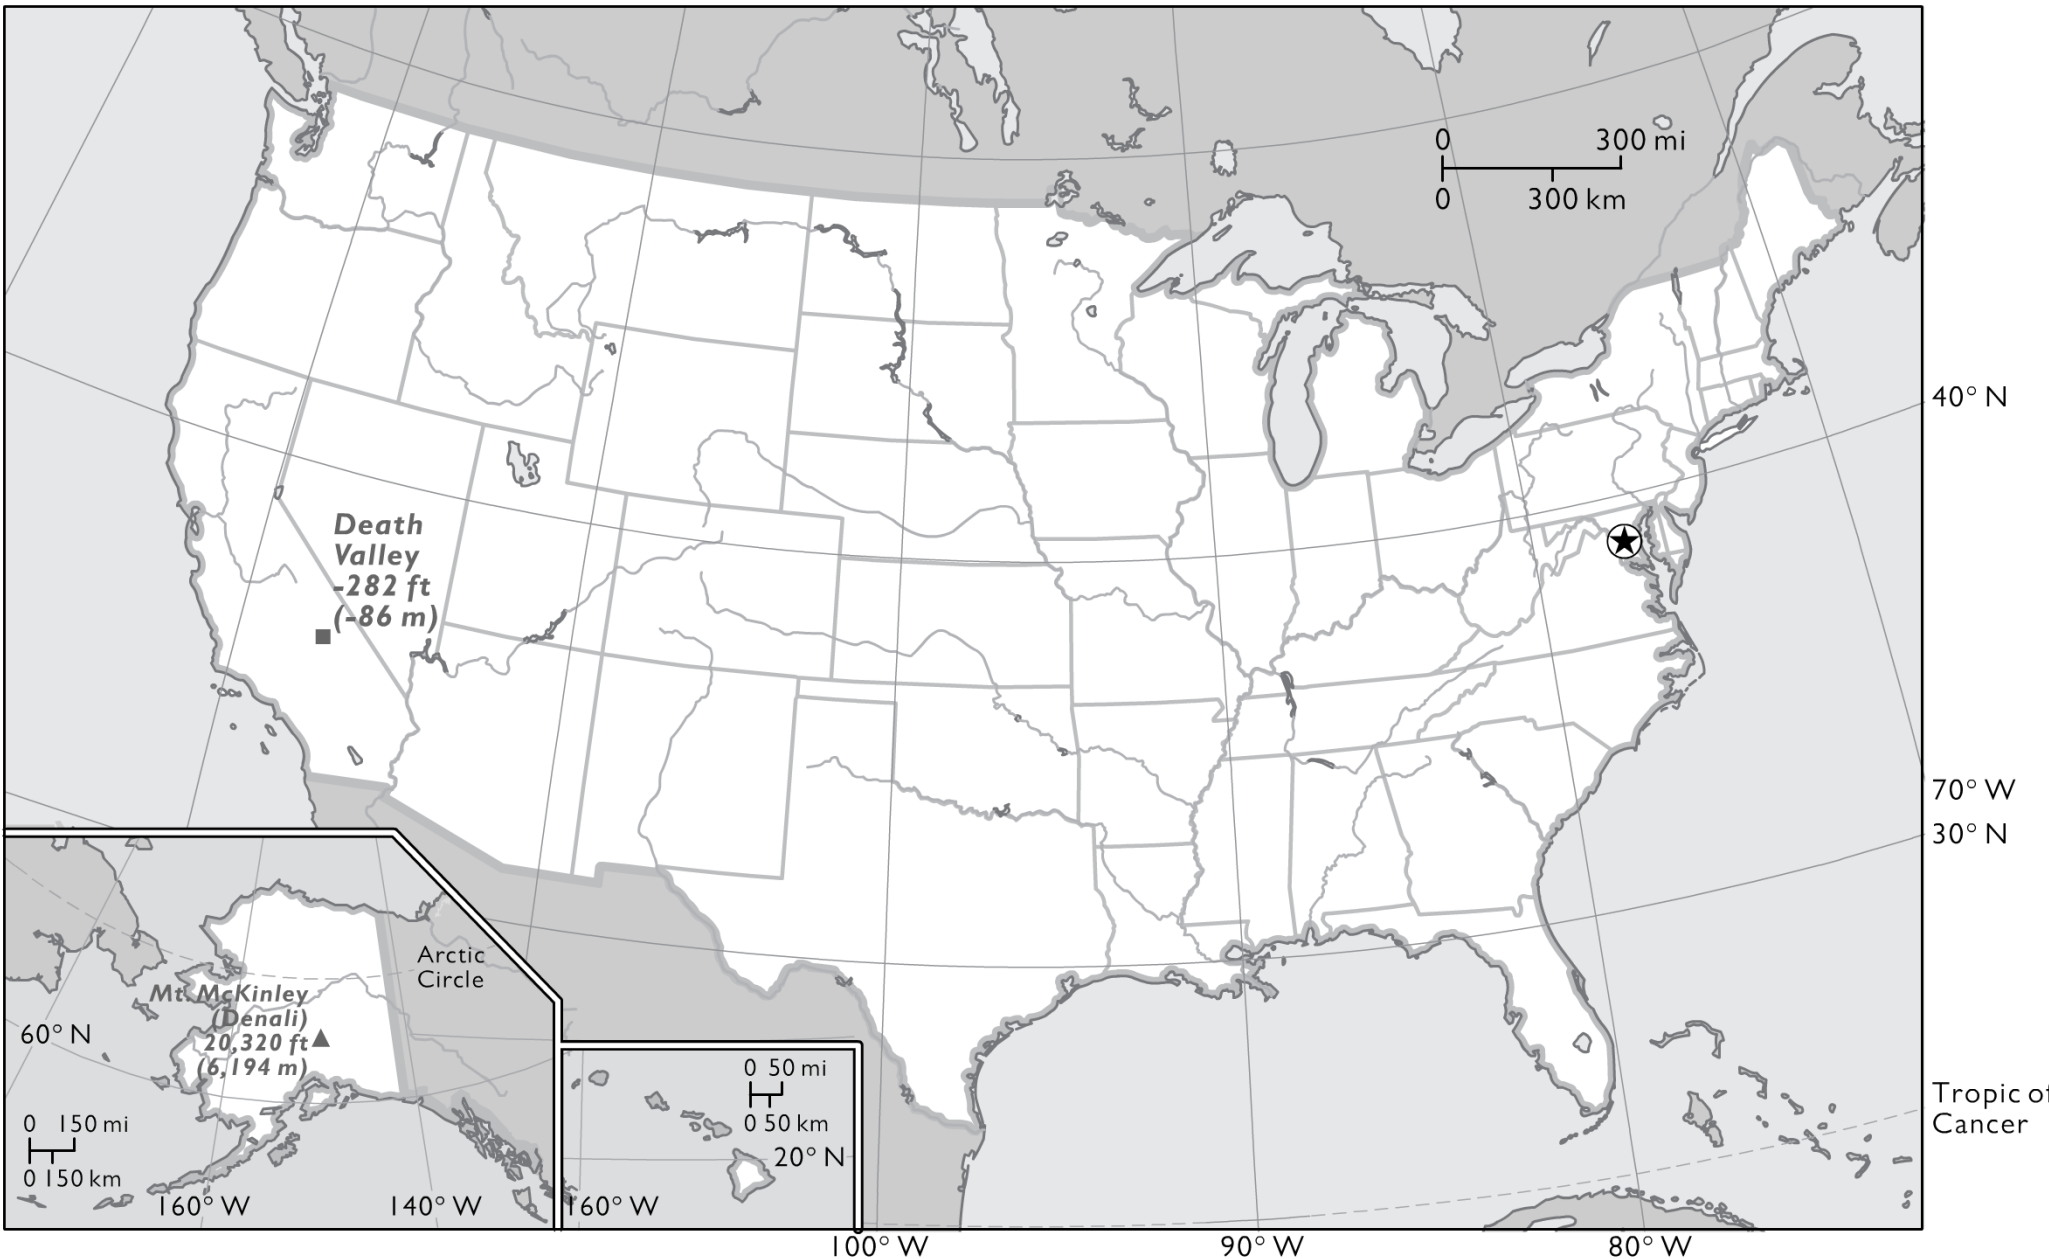 0 300 mi
0 300 km
40° N
Death
Valley
-282 ft
(-86 m)
70° W
30° N
Arctic
Circle
Mt. McKinley
(Denali)
20,320 ft
(6,194 m)
60° N
0 150 mi
0 150 km
160° W
140° W
0 50 mi
0 50 km
20° N
160° W
Tropic of
Cancer
100° W
90° W
80° W